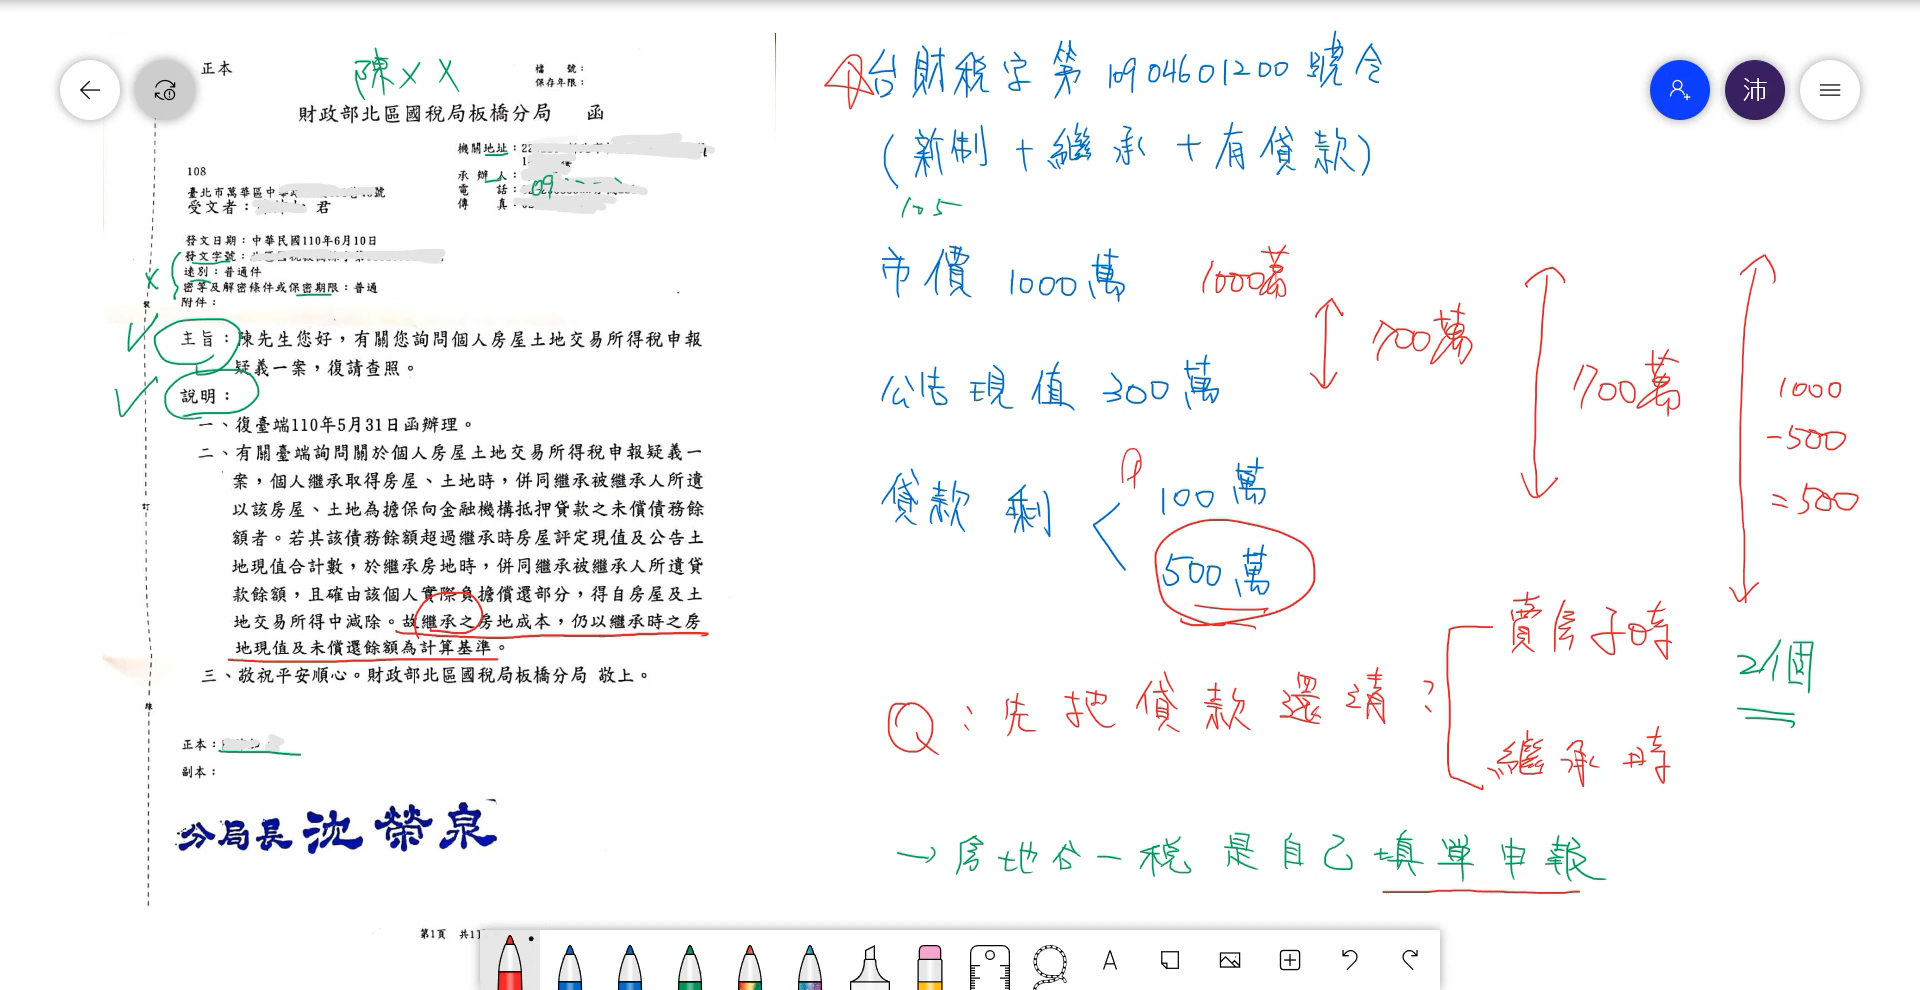 正本
陳XX
檔　　號：
保存年限：
財政部北區國稅局板橋分局　函
機關地址：22
承辦人：
電　　話：09
傳　　真：
108
臺北市萬華區中華
受文者：　　君
發文日期：中華民國110年6月10日
發文字號：
速別：普通件
密等及解密條件或保密期限：普通
附件：
主旨：陳先生您好，有關您詢問個人房屋土地交易所得稅申報
疑義一案，復請查照。
說明：
一、復臺端110年5月31日函辦理。
二、有關臺端詢問關於個人房屋土地交易所得稅申報疑義一
案，個人繼承取得房屋、土地時，併同繼承被繼承人所遺
以該房屋、土地為擔保向金融機構抵押貸款之未償債務餘
額者。若其該債務餘額超過繼承時房屋評定現值及公告土
地現值合計數，於繼承房地時，併同繼承被繼承人所遺貸
款餘額，且確由該個人實際負擔償還部分，得自房屋及土
地交易所得中減除。故繼承之房地成本，仍以繼承時之房
地現值及未償還餘額為計算基準。
三、敬祝平安順心。財政部北區國稅局板橋分局 敬上。
裝
訂
線
正本：
副本：
分局長 沈榮泉
第1頁　共1
台財稅字第10904601200號令
(新制+繼承+有貸款)
105
市價 1000萬　1000萬
700萬
700萬
公告現值 300萬
1000
-500
=500
貸款剩
100萬
500萬
Q：先把貸款還清？
賣房子時
繼承時
2個
→房地合一稅是自己填單申報
沛
A